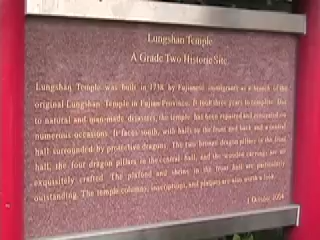 Lungshan Temple
A Grade Two Historic Site
Lungshan Temple was built in 1738 by Fujianese immigrants as a branch of the
original Lungshan Temple in Fujian Province. It took three years to complete. Due
to natural and man-made disasters, the temple has been repaired and renovated on
numerous occasions. It faces south, with halls to the front and back and a central
hall surrounded by protective dragons. The two bronze dragon pillars in the front
hall, the four dragon pillars in the central hall, and the wooden carvings are all
exquisitely crafted. The plafond and shrine in the front hall are particularly
outstanding. The temple columns, inscriptions, and plaques are also worth a look.
1 October 2004